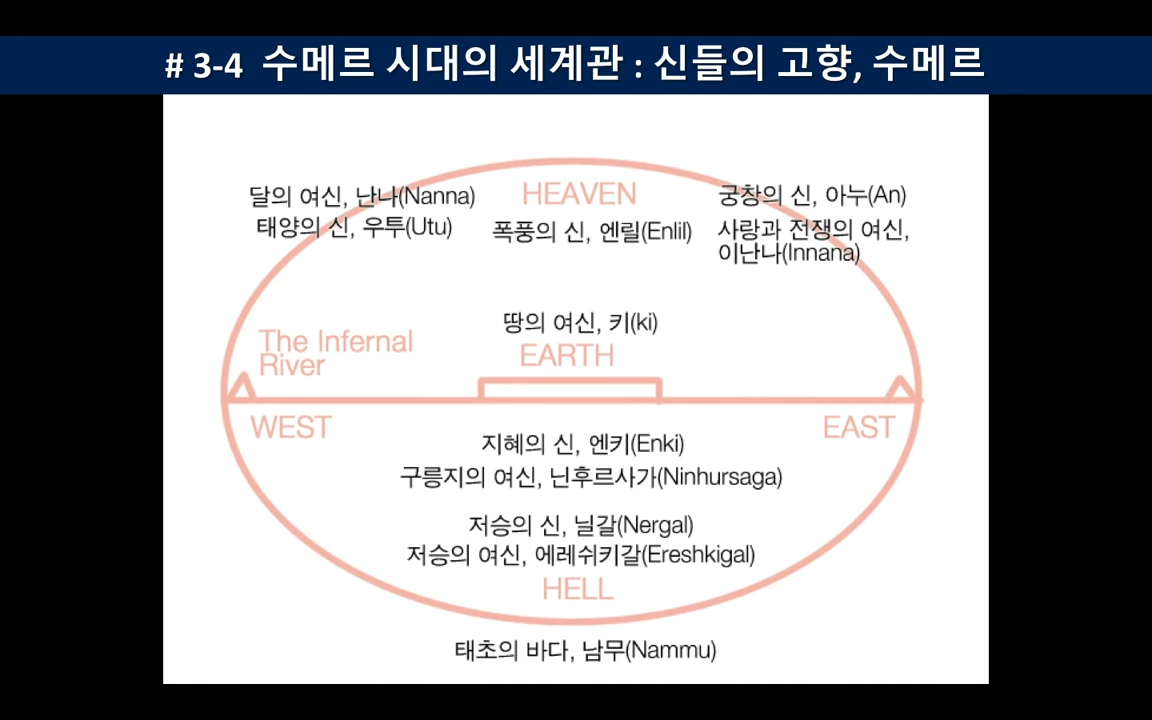 # 3-4 수메르 시대의 세계관 : 신들의 고향, 수메르
달의 여신, 난나(Nanna)
태양의 신, 우투(Utu)
HEAVEN
폭풍의 신, 엔릴(Enlil)
궁창의 신, 아누(An)
사랑과 전쟁의 여신,
이난나(Innana)
땅의 여신, 키(ki)
The Infernal
River
EARTH
WEST
EAST
지혜의 신, 엔키(Enki)
구릉지의 여신, 닌후르사가(Ninhursaga)
저승의 신, 닐갈(Nergal)
저승의 여신, 에레쉬키갈(Ereshkigal)
HELL
태초의 바다, 남무(Nammu)